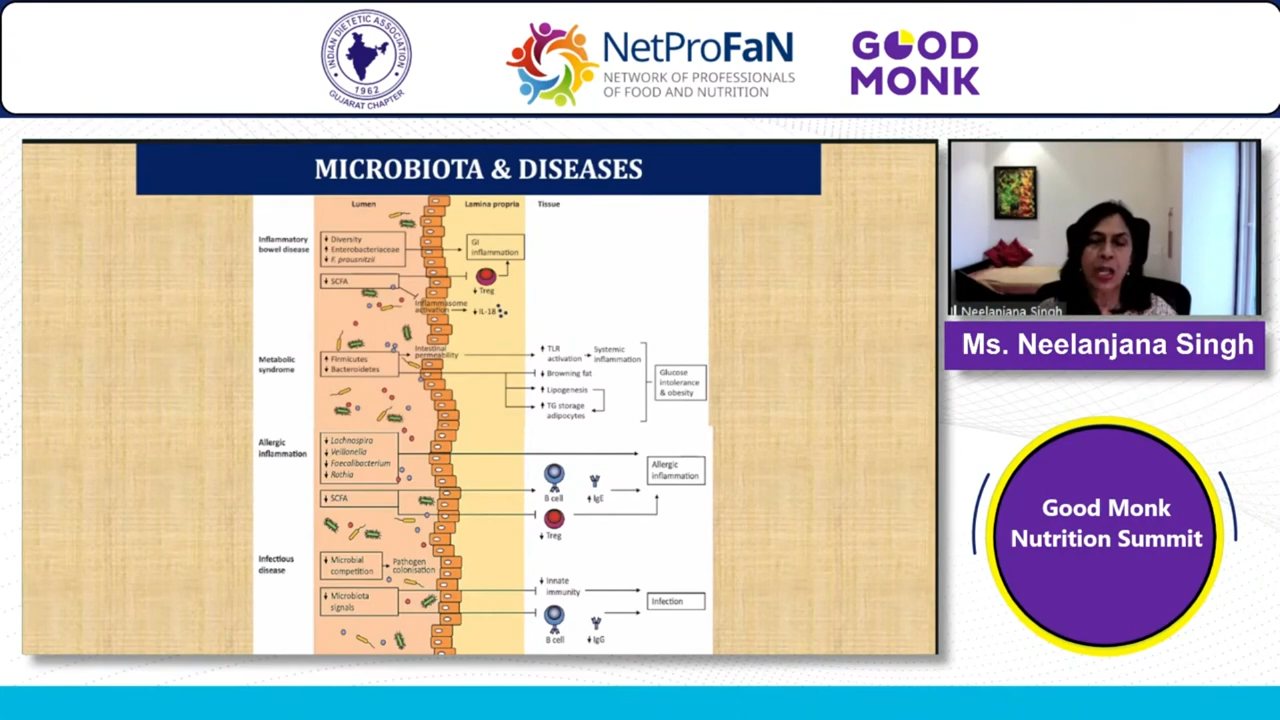 INDIAN DIETETIC ASSOCIATION
1962
GUJARAT CHAPTER
NetProFaN
NETWORK OF PROFESSIONALS
OF FOOD AND NUTRITION
GOOD
MONK
MICROBIOTA & DISEASES
Lumen
Lamina propria
Tissue
Inflammatory
bowel disease
↓ Diversity
↑ Enterobacteriaceae
↓ F. prousnitzii
↓ SCFA
GI
inflammation
↓ Treg
Inflammasome
activation
↓ IL-18
Metabolic
syndrome
↑ Firmicutes
↓ Bacteroidetes
Intestinal
permeability
↑ TLR
activation
Systemic
inflammation
↓ Browning fat
↑ Lipogenesis
↑ TG storage
adipocytes
Glucose
intolerance
& obesity
Allergic
inflammation
↓ Lachnospira
↓ Veillonella
↓ Faecalibacterium
↓ Rothia
↓ SCFA
B cell
↑ IgE
↓ Treg
Allergic
inflammation
Infectious
disease
↓ Microbial
competition
Pathogen
colonisation
↓ Microbiota
signals
↓ Innate
immunity
B cell
↓ IgG
Infection
Neelanjana Singh
Ms. Neelanjana Singh
Good Monk
Nutrition Summit